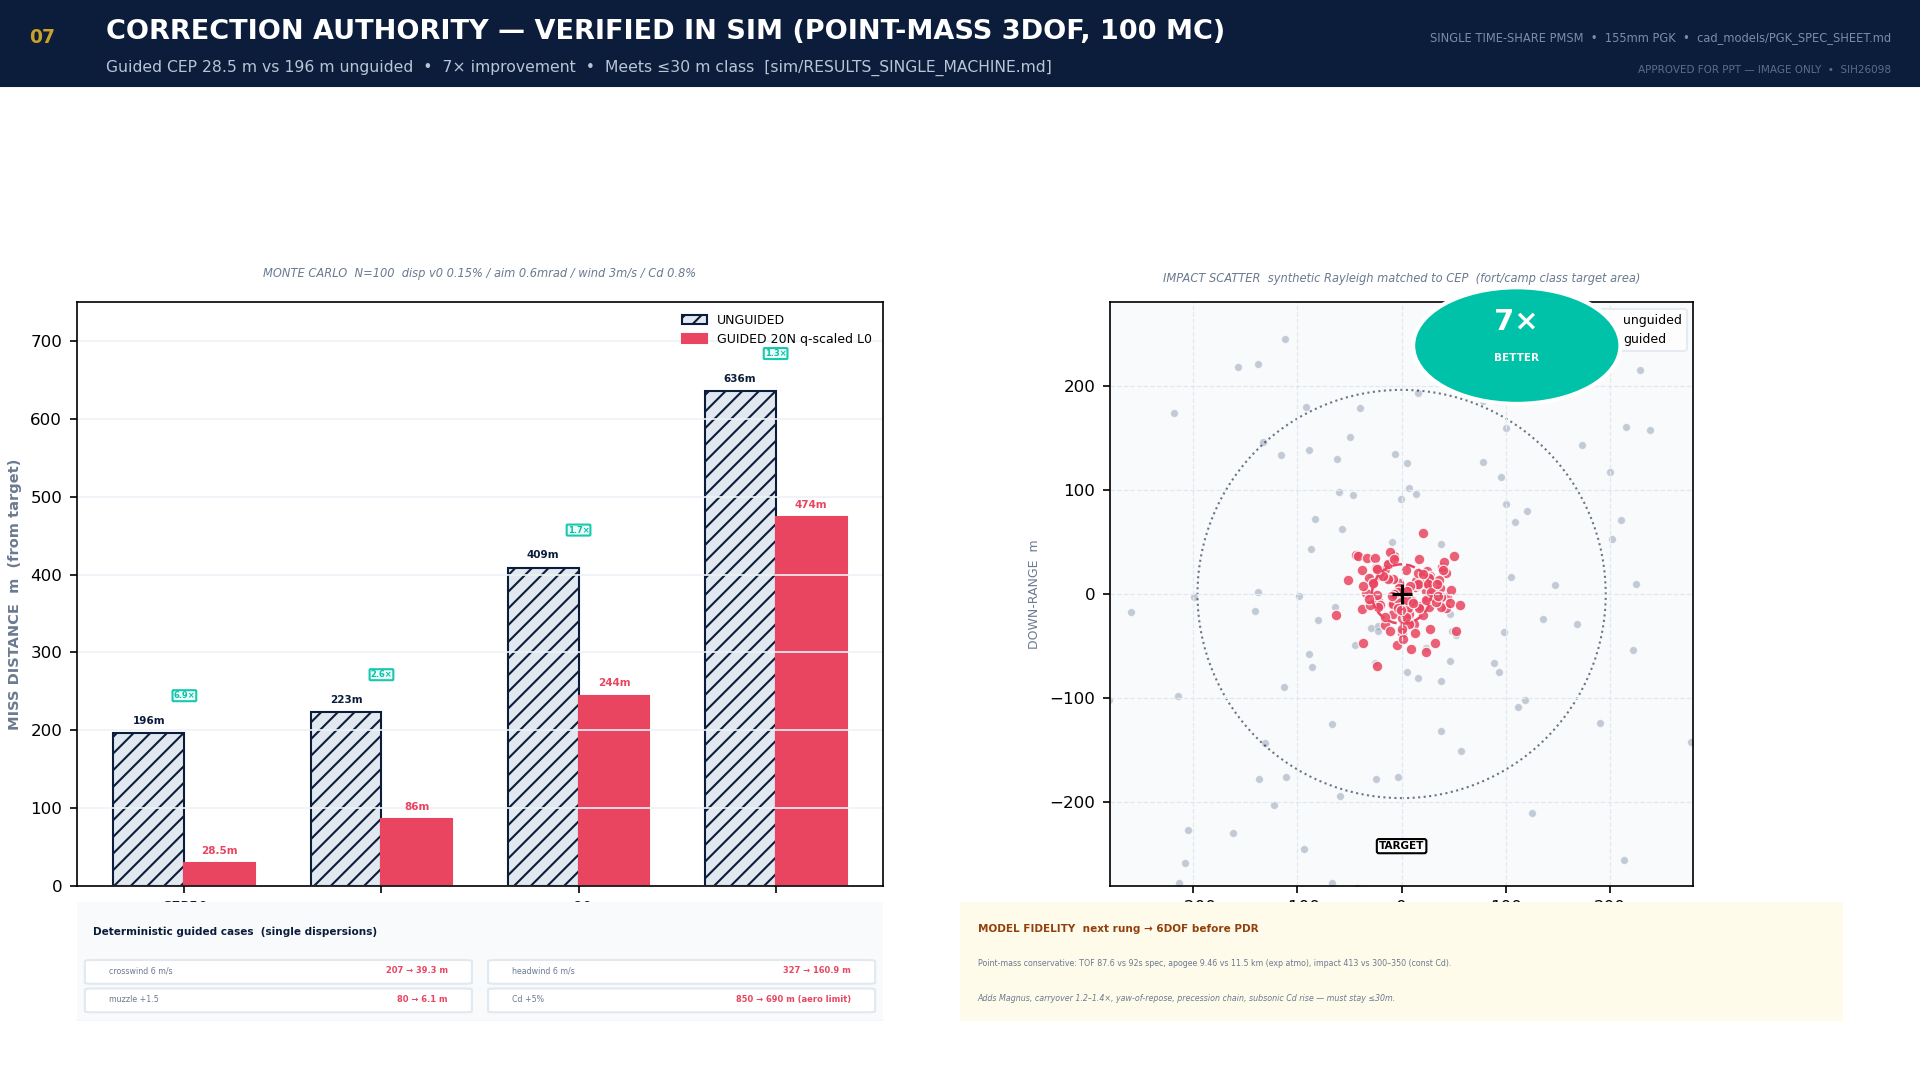 07
CORRECTION AUTHORITY — VERIFIED IN SIM (POINT-MASS 3DOF, 100 MC)
Guided CEP 28.5 m vs 196 m unguided • 7× improvement • Meets ≤30 m class [sim/RESULTS_SINGLE_MACHINE.md]
SINGLE TIME-SHARE PMSM • 155mm PGK • cad_models/PGK_SPEC_SHEET.md
APPROVED FOR PPT — IMAGE ONLY • SIH26098
MONTE CARLO N=100 disp v0 0.15% / aim 0.6mrad / wind 3m/s / Cd 0.8%
MISS DISTANCE m (from target)
700
600
500
400
300
200
100
0
UNGUIDED
GUIDED 20N q-scaled L0
196m
28.5m
6.9×
223m
86m
2.6×
409m
244m
1.7×
636m
474m
1.3×
IMPACT SCATTER synthetic Rayleigh matched to CEP (fort/camp class target area)
7×
BETTER
unguided
guided
DOWN-RANGE m
200
100
0
−100
−200
TARGET
Deterministic guided cases (single dispersions)
crosswind 6 m/s 207 → 39.3 m
headwind 6 m/s 327 → 160.9 m
muzzle +1.5 80 → 6.1 m
Cd +5% 850 → 690 m (aero limit)
MODEL FIDELITY next rung → 6DOF before PDR
Point-mass conservative: TOF 87.6 vs 92s spec, apogee 9.46 vs 11.5 km (exp atmo), impact 413 vs 300–350 (const Cd).
Adds Magnus, carryover 1.2–1.4×, yaw-of-repose, precession chain, subsonic Cd rise — must stay ≤30m.